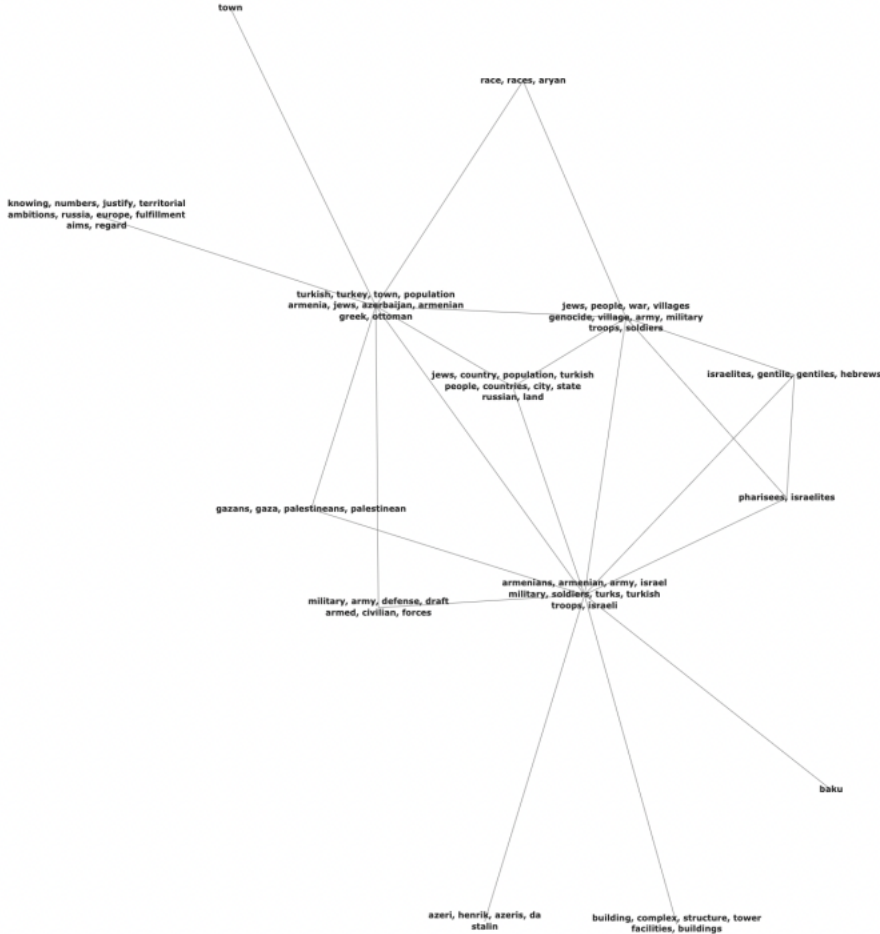 town
race, races, aryan
knowing, numbers, justify, territorial
ambitions, russia, europe, fulfillment
aims, regard
turkish, turkey, town, population
armenia, jews, azerbaijan, armenian
greek, ottoman
jews, people, war, villages
genocide, village, army, military
troops, soldiers
jews, country, population, turkish
people, countries, city, state
russian, land
israelites, gentile, gentiles, hebrews
pharisees, israelites
gazans, gaza, palestineans, palestinean
armenians, armenian, army, israel
military, soldiers, turks, turkish
troops, israeli
military, army, defense, draft
armed, civilian, forces
baku
azeri, henrik, azeris, da
stalin
building, complex, structure, tower
facilities, buildings